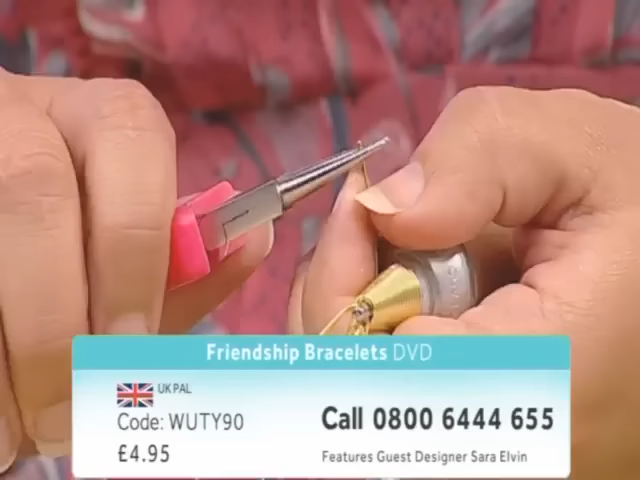 Friendship Bracelets DVD
UK PAL
Code: WUTY90
£4.95
Call 0800 6444 655
Features Guest Designer Sara Elvin